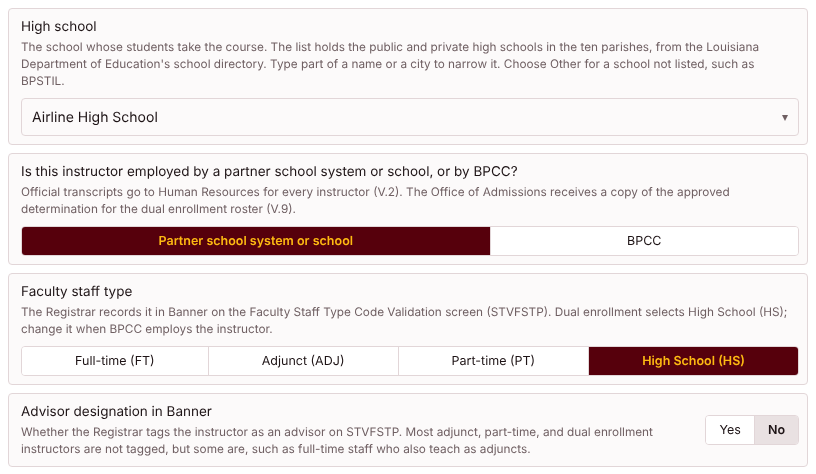 High school
The school whose students take the course. The list holds the public and private high schools in the ten parishes, from the Louisiana
Department of Education's school directory. Type part of a name or a city to narrow it. Choose Other for a school not listed, such as
BPSTIL.
Airline High School ▾
Is this instructor employed by a partner school system or school, or by BPCC?
Official transcripts go to Human Resources for every instructor (V.2). The Office of Admissions receives a copy of the approved
determination for the dual enrollment roster (V.9).
Partner school system or school BPCC
Faculty staff type
The Registrar records it in Banner on the Faculty Staff Type Code Validation screen (STVFSTP). Dual enrollment selects High School (HS);
change it when BPCC employs the instructor.
Full-time (FT) Adjunct (ADJ) Part-time (PT) High School (HS)
Advisor designation in Banner
Whether the Registrar tags the instructor as an advisor on STVFSTP. Most adjunct, part-time, and dual enrollment
instructors are not tagged, but some are, such as full-time staff who also teach as adjuncts.
Yes No